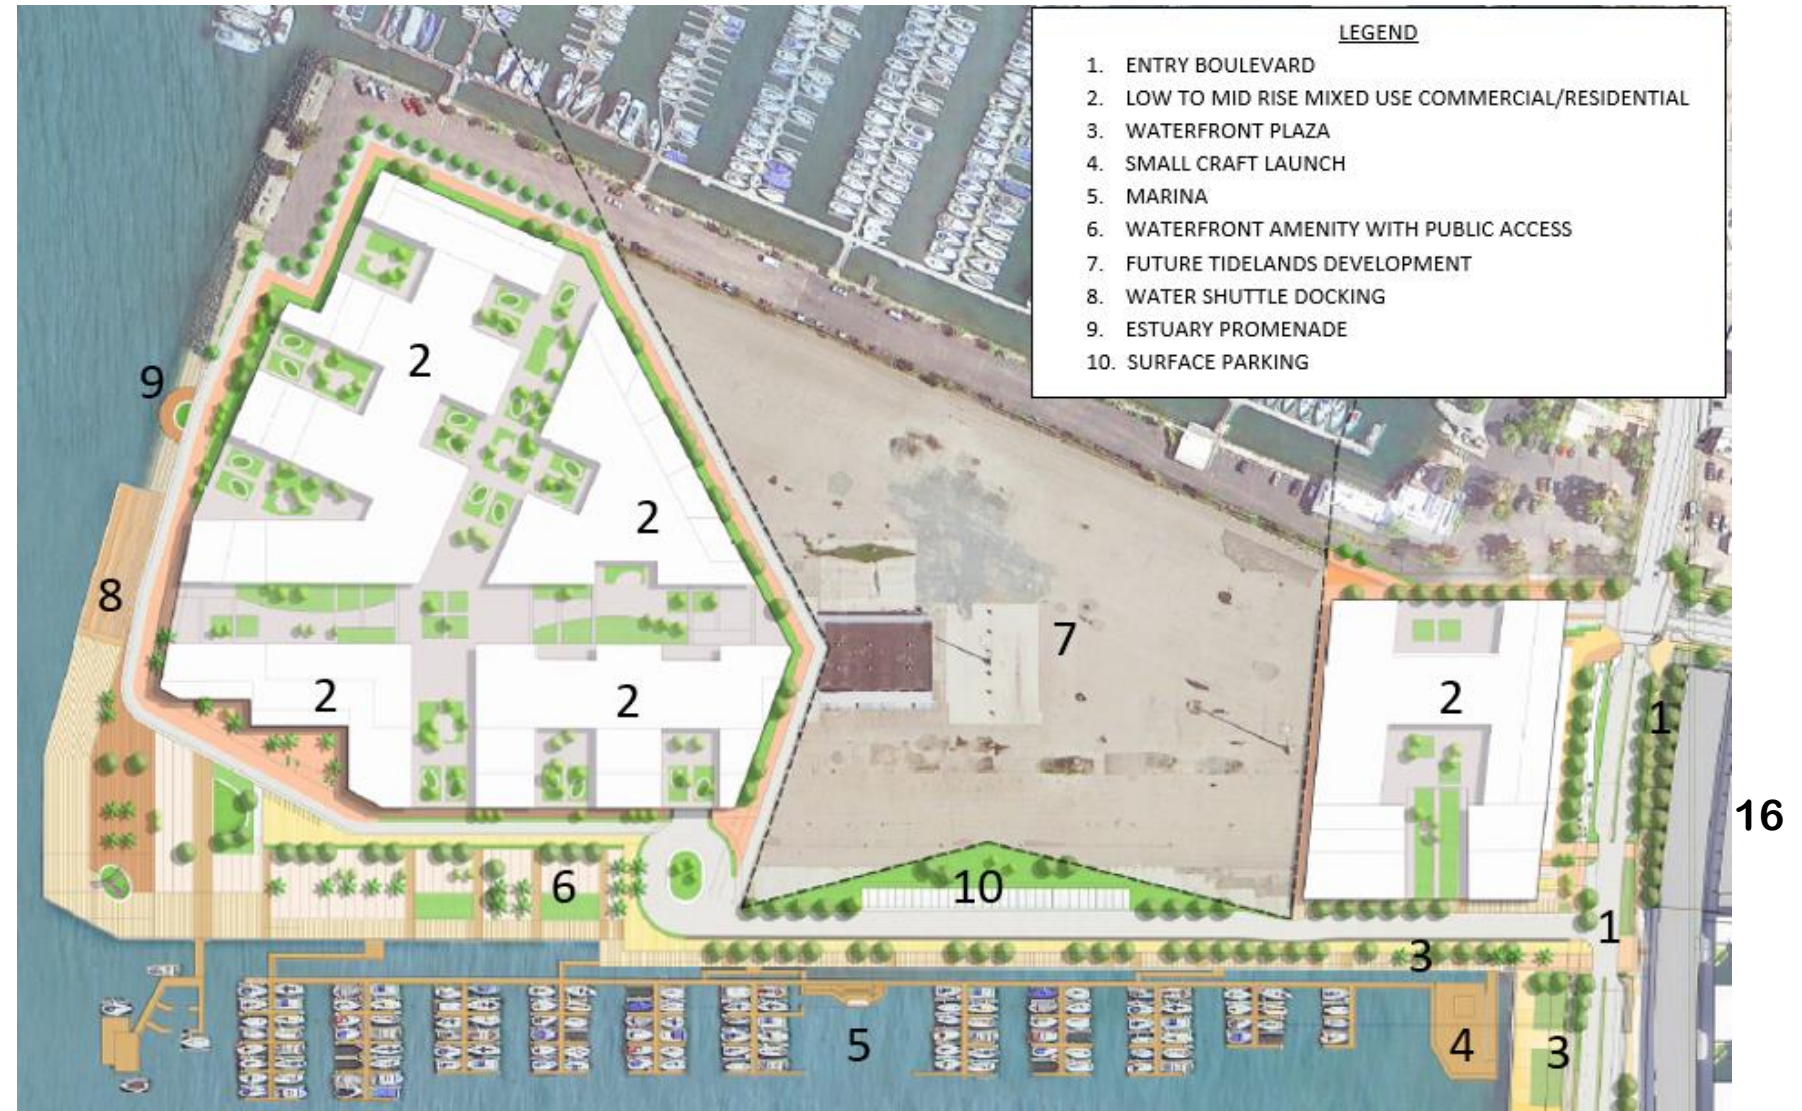 LEGEND
1. ENTRY BOULEVARD
2. LOW TO MID RISE MIXED USE COMMERCIAL/RESIDENTIAL
3. WATERFRONT PLAZA
4. SMALL CRAFT LAUNCH
5. MARINA
6. WATERFRONT AMENITY WITH PUBLIC ACCESS
7. FUTURE TIDELANDS DEVELOPMENT
8. WATER SHUTTLE DOCKING
9. ESTUARY PROMENADE
10. SURFACE PARKING
2
9
2
8
7
2
2
2
1
16
10
6
1
3
5
4
3